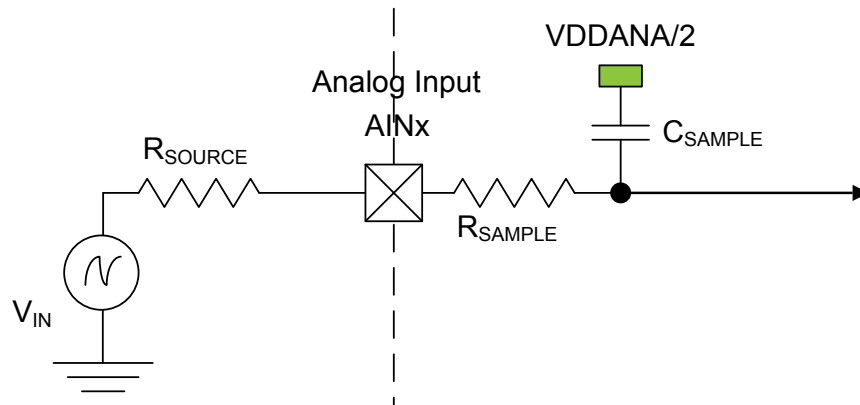 VDDANA/2
Analog Input
AINx
CSAMPLE
RSOURCE
RSAMPLE
VIN